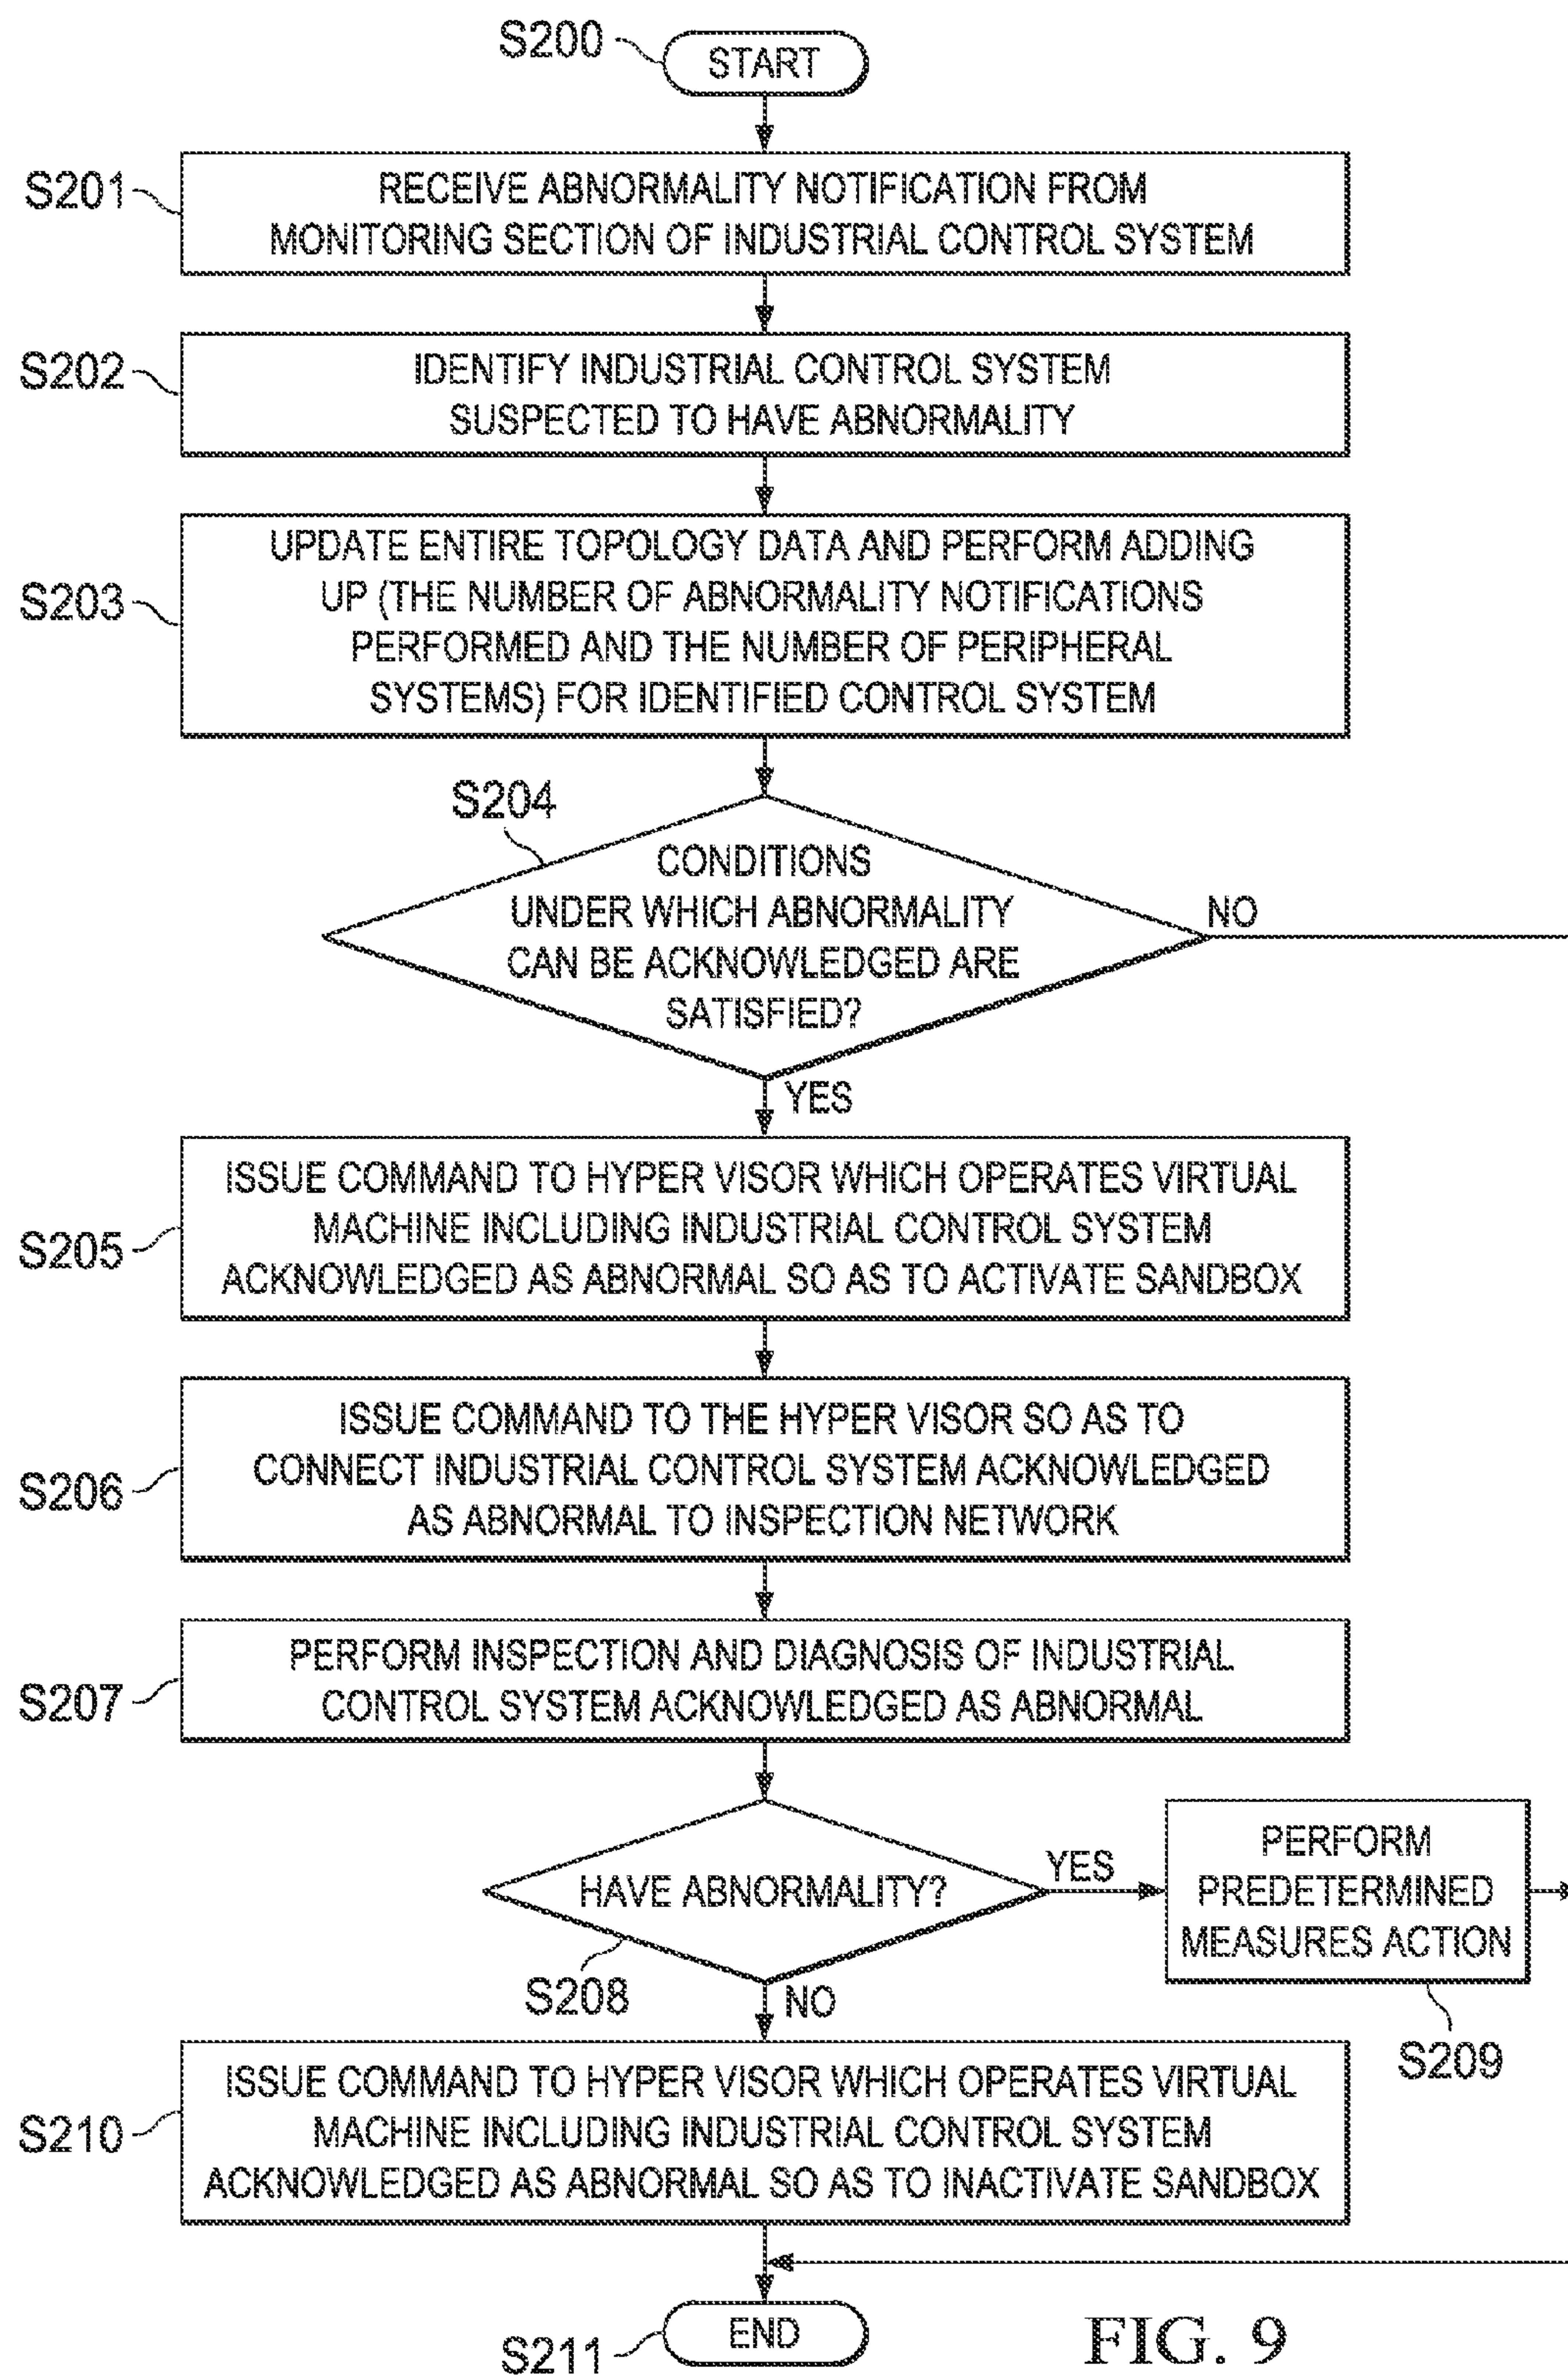 S200
START
S201
RECEIVE ABNORMALITY NOTIFICATION FROM
MONITORING SECTION OF INDUSTRIAL CONTROL SYSTEM
S202
IDENTIFY INDUSTRIAL CONTROL SYSTEM
SUSPECTED TO HAVE ABNORMALITY
S203
UPDATE ENTIRE TOPOLOGY DATA AND PERFORM ADDING
UP (THE NUMBER OF ABNORMALITY NOTIFICATIONS
PERFORMED AND THE NUMBER OF PERIPHERAL
SYSTEMS) FOR IDENTIFIED CONTROL SYSTEM
S204
CONDITIONS
UNDER WHICH ABNORMALITY
CAN BE ACKNOWLEDGED ARE
SATISFIED?
NO
YES
S205
ISSUE COMMAND TO HYPER VISOR WHICH OPERATES VIRTUAL
MACHINE INCLUDING INDUSTRIAL CONTROL SYSTEM
ACKNOWLEDGED AS ABNORMAL SO AS TO ACTIVATE SANDBOX
S206
ISSUE COMMAND TO THE HYPER VISOR SO AS TO
CONNECT INDUSTRIAL CONTROL SYSTEM ACKNOWLEDGED
AS ABNORMAL TO INSPECTION NETWORK
S207
PERFORM INSPECTION AND DIAGNOSIS OF INDUSTRIAL
CONTROL SYSTEM ACKNOWLEDGED AS ABNORMAL
HAVE ABNORMALITY?
YES
S208
NO
PERFORM
PREDETERMINED
MEASURES ACTION
S209
S210
ISSUE COMMAND TO HYPER VISOR WHICH OPERATES VIRTUAL
MACHINE INCLUDING INDUSTRIAL CONTROL SYSTEM
ACKNOWLEDGED AS ABNORMAL SO AS TO INACTIVATE SANDBOX
S211
END
FIG. 9